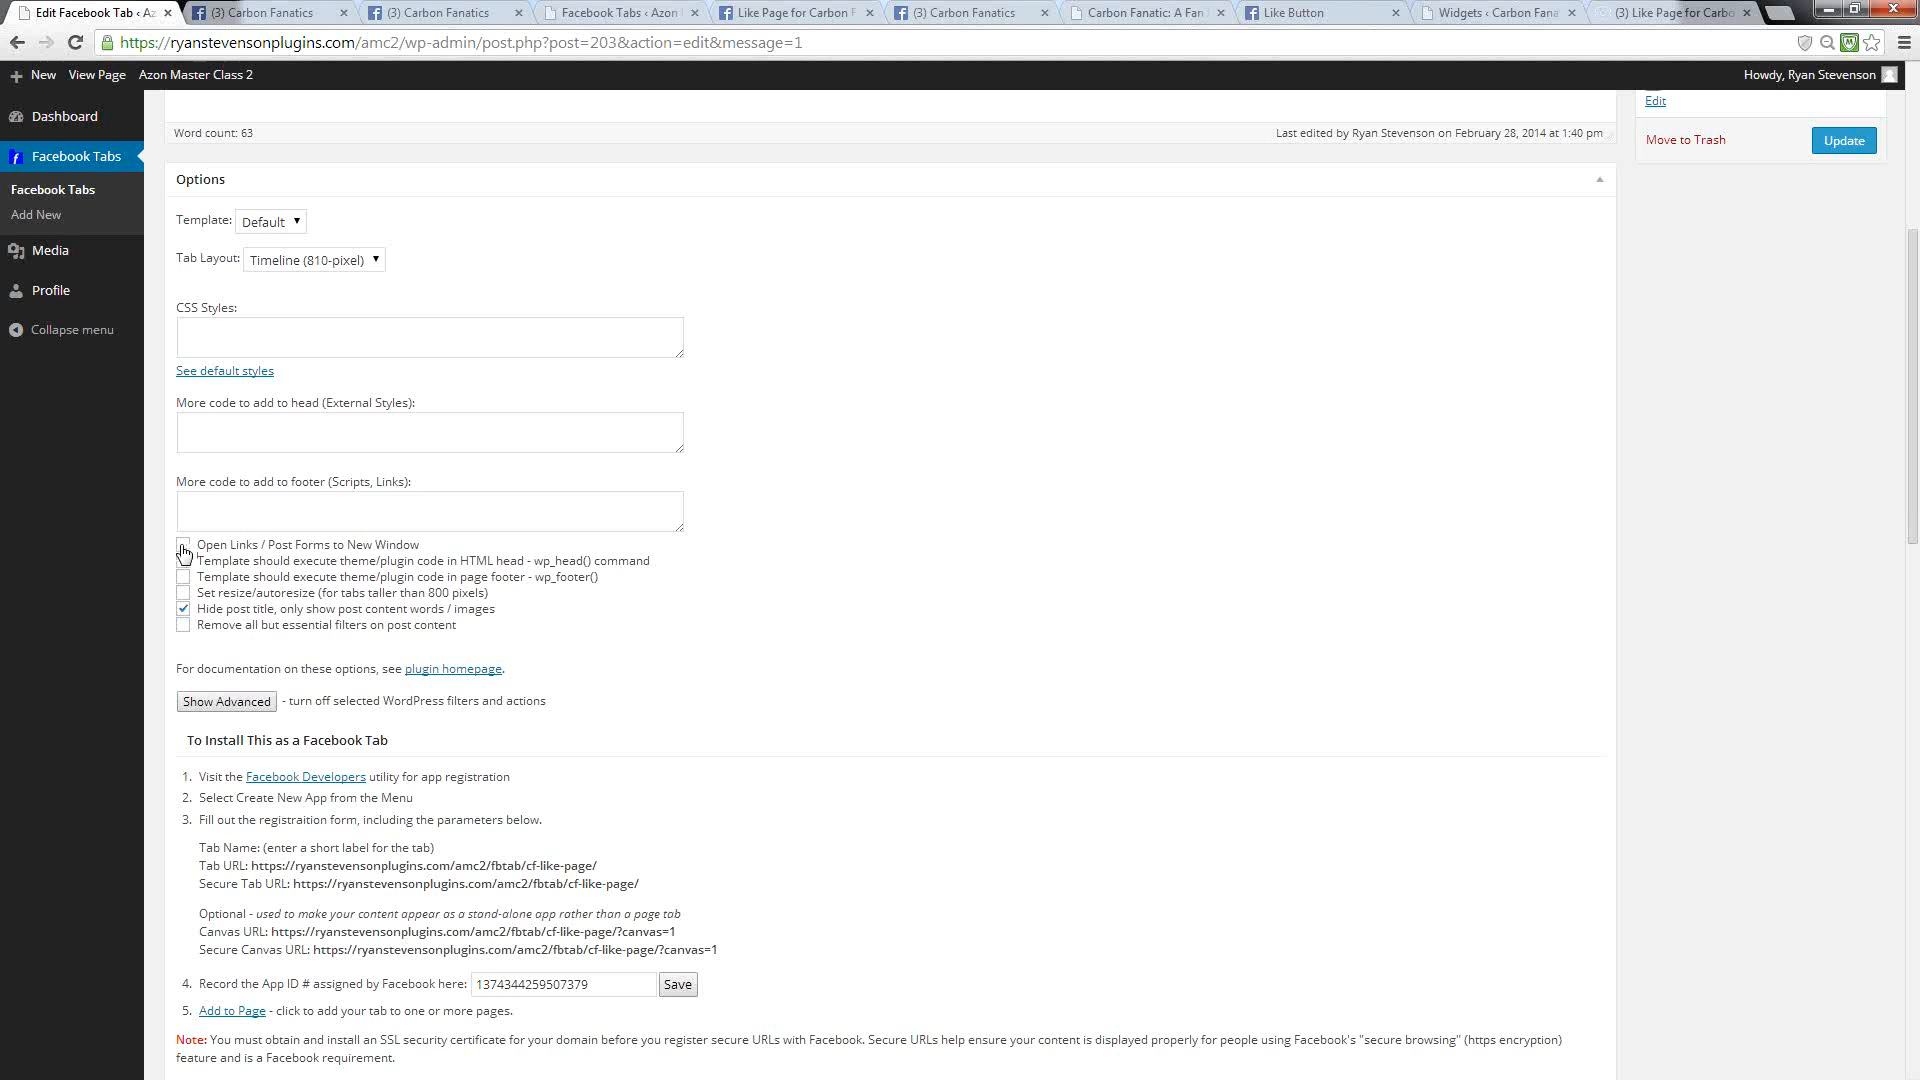 Edit Facebook Tab ‹ Az
(3) Carbon Fanatics
(3) Carbon Fanatics
Facebook Tabs ‹ Azon
Like Page for Carbon F
(3) Carbon Fanatics
Carbon Fanatic: A Fan
Like Button
Widgets ‹ Carbon Fana
(3) Like Page for Carbo
https://ryanstevensonplugins.com/amc2/wp-admin/post.php?post=203&action=edit&message=1
New
View Page
Azon Master Class 2
Howdy, Ryan Stevenson
Dashboard
Facebook Tabs
Facebook Tabs
Add New
Media
Profile
Collapse menu
Edit
Move to Trash
Update
Word count: 63
Last edited by Ryan Stevenson on February 28, 2014 at 1:40 pm
Options
Template: Default
Tab Layout: Timeline (810-pixel)
CSS Styles:
See default styles
More code to add to head (External Styles):
More code to add to footer (Scripts, Links):
Open Links / Post Forms to New Window
Template should execute theme/plugin code in HTML head - wp_head() command
Template should execute theme/plugin code in page footer - wp_footer()
Set resize/autoresize (for tabs taller than 800 pixels)
Hide post title, only show post content words / images
Remove all but essential filters on post content
For documentation on these options, see plugin homepage.
Show Advanced - turn off selected WordPress filters and actions
To Install This as a Facebook Tab
1. Visit the Facebook Developers utility for app registration
2. Select Create New App from the Menu
3. Fill out the registraition form, including the parameters below.
Tab Name: (enter a short label for the tab)
Tab URL: https://ryanstevensonplugins.com/amc2/fbtab/cf-like-page/
Secure Tab URL: https://ryanstevensonplugins.com/amc2/fbtab/cf-like-page/
Optional - used to make your content appear as a stand-alone app rather than a page tab
Canvas URL: https://ryanstevensonplugins.com/amc2/fbtab/cf-like-page/?canvas=1
Secure Canvas URL: https://ryanstevensonplugins.com/amc2/fbtab/cf-like-page/?canvas=1
4. Record the App ID # assigned by Facebook here: 1374344259507379 Save
5. Add to Page - click to add your tab to one or more pages.
Note: You must obtain and install an SSL security certificate for your domain before you register secure URLs with Facebook. Secure URLs help ensure your content is displayed properly for people using Facebook's "secure browsing" (https encryption)
feature and is a Facebook requirement.